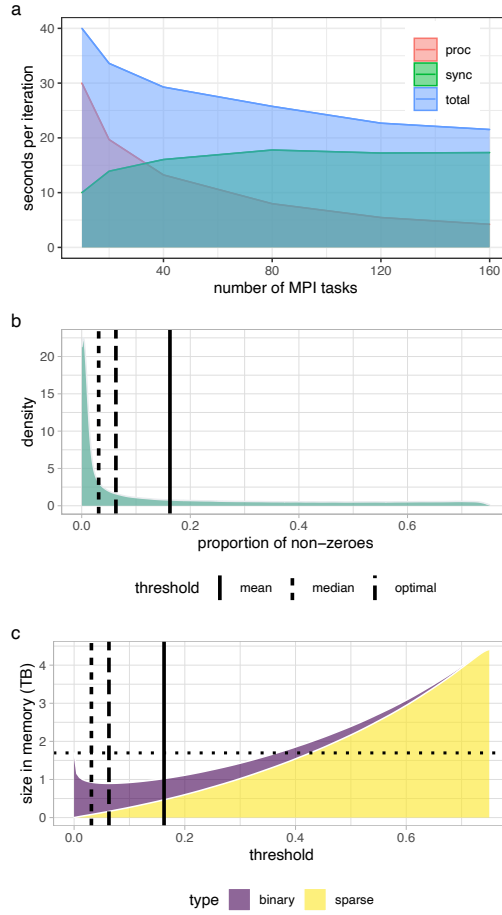 a
40
30
20
10
0
seconds per iteration
proc
sync
total
40
80
120
160
number of MPI tasks
b
20
15
10
5
0
density
0.0
0.2
0.4
0.6
proportion of non−zeroes
threshold mean median optimal
c
4
3
2
1
0
size in memory (TB)
0.0
0.2
0.4
0.6
threshold
type binary sparse